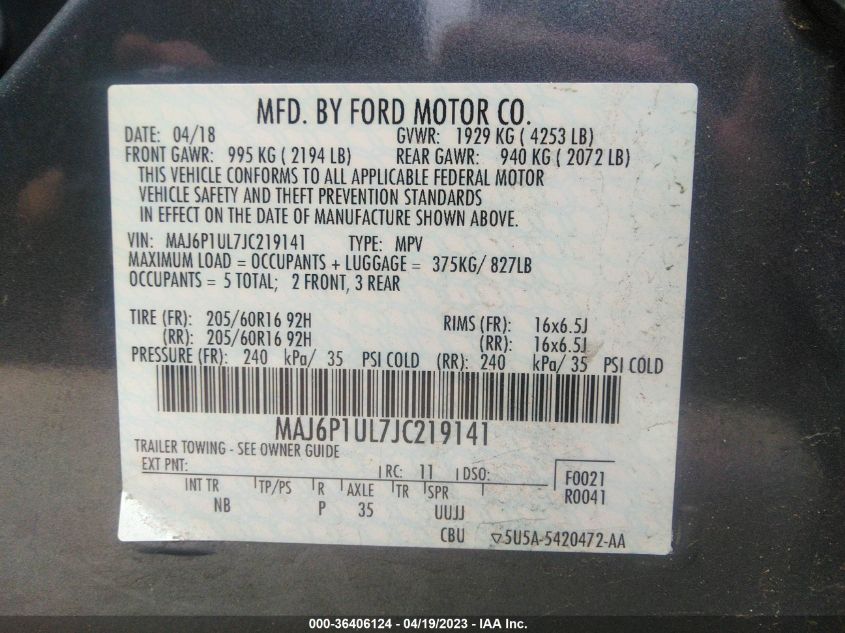 MFD. BY FORD MOTOR CO.
DATE: 04/18 GVWR: 1929 KG ( 4253 LB)
FRONT GAWR: 995 KG ( 2194 LB) REAR GAWR: 940 KG ( 2072 LB)
THIS VEHICLE CONFORMS TO ALL APPLICABLE FEDERAL MOTOR
VEHICLE SAFETY AND THEFT PREVENTION STANDARDS
IN EFFECT ON THE DATE OF MANUFACTURE SHOWN ABOVE.
VIN: MAJ6P1UL7JC219141 TYPE: MPV
MAXIMUM LOAD = OCCUPANTS + LUGGAGE = 375KG/ 827LB
OCCUPANTS = 5 TOTAL; 2 FRONT, 3 REAR
TIRE (FR): 205/60R16 92H RIMS (FR): 16x6.5J
(RR): 205/60R16 92H (RR): 16x6.5J
PRESSURE (FR): 240 kPa/ 35 PSI COLD (RR): 240 kPa/ 35 PSI COLD
MAJ6P1UL7JC219141
TRAILER TOWING - SEE OWNER GUIDE
EXT PNT: RC: 11 DSO: F0021
R0041
INT TR TP/PS R AXLE TR SPR
NB P 35 UUJJ
CBU ▽5U5A-5420472-AA
000-36406124 - 04/19/2023 - IAA Inc.